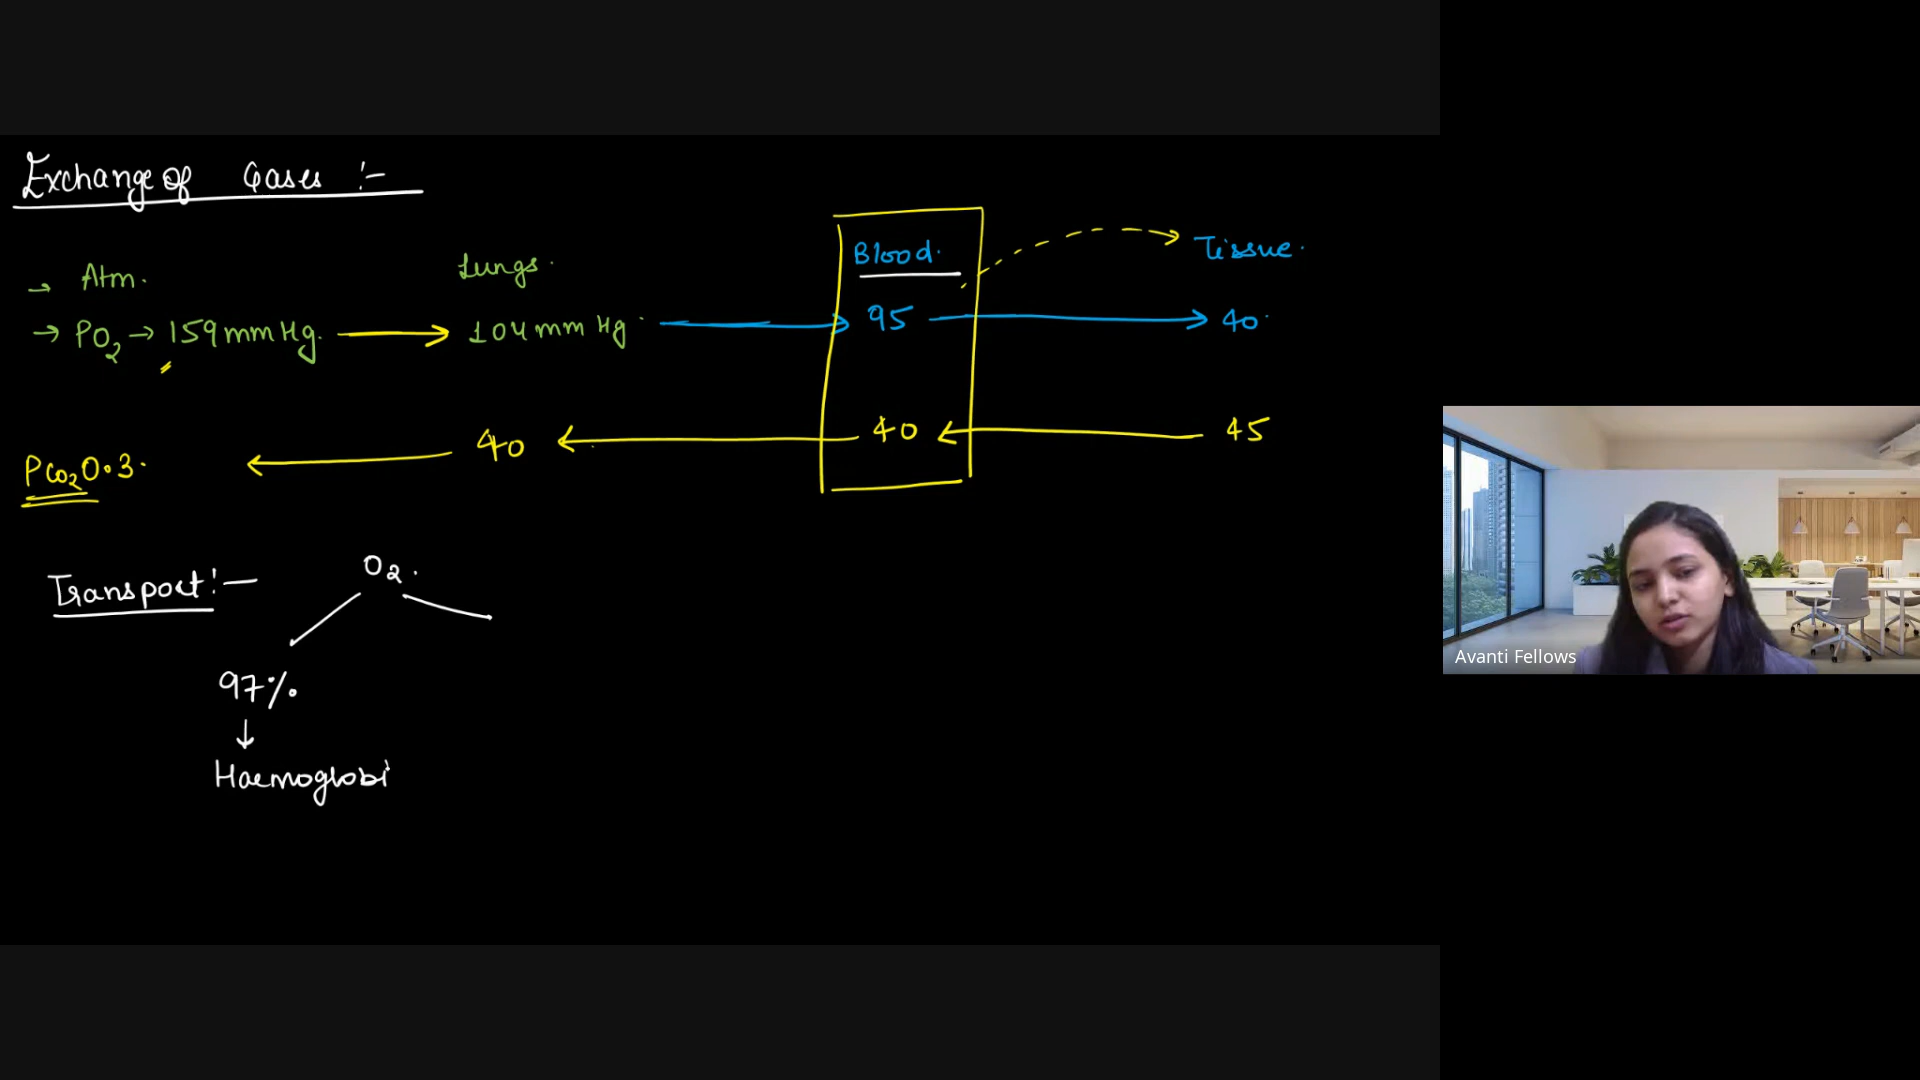 Exchange of Gases :-
→ Atm. Lungs. Blood. Tissue.
→ PO2 → 159 mm Hg. → 104 mm Hg. → 95 → 40.
PCO2 0.3. ← 40 ← 40 ← 45
Transport :- O2.
97%
↓
Haemoglobi
Avanti Fellows